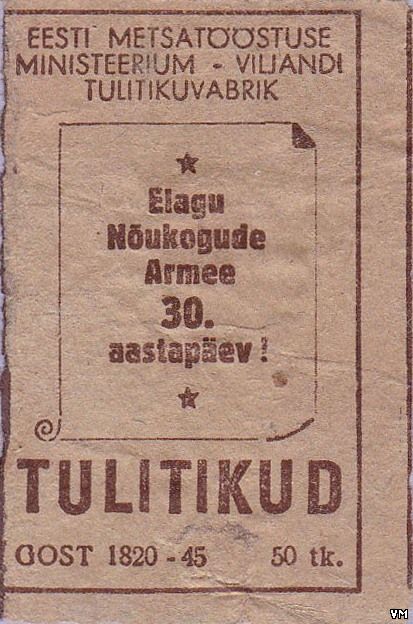 EESTI METSATÖÖSTUSE
MINISTEERIUM - VILJANDI
TULITIKUVABRIK
Elagu
Nõukogude
Armee
30.
aastapäev!
TULITIKUD
GOST 1820-45 50 tk.
VM